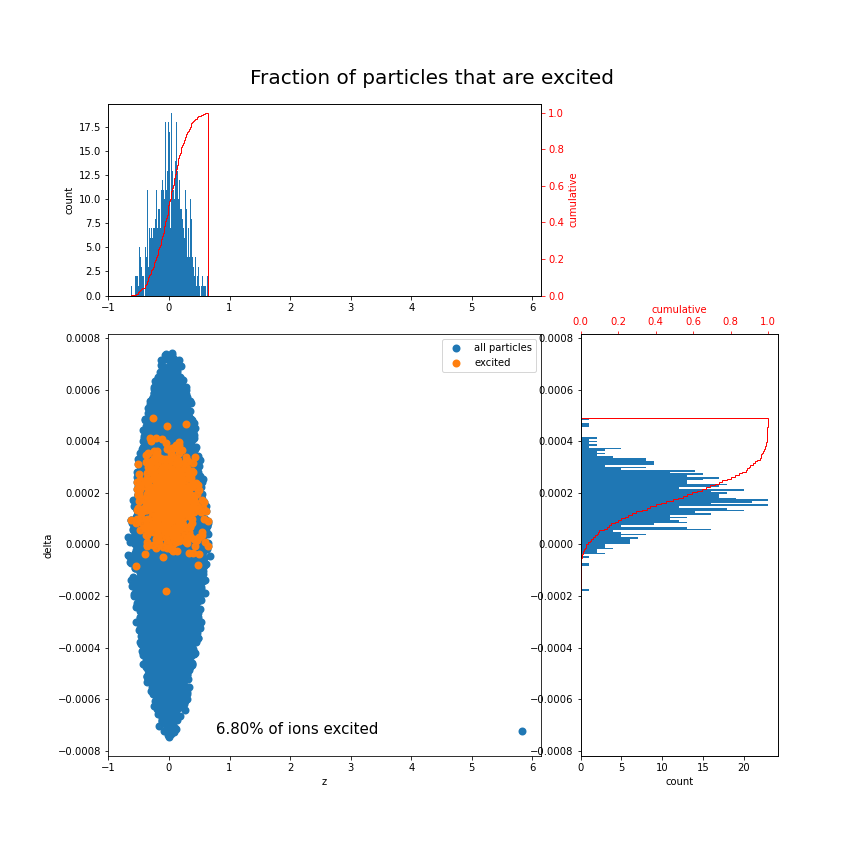 Fraction of particles that are excited
17.5
15.0
12.5
10.0
7.5
5.0
2.5
0.0
count
1.0
0.8
0.6
0.4
0.2
0.0
cumulative
−1 0 1 2 3 4 5 6
cumulative
0.0 0.2 0.4 0.6 0.8 1.0
all particles
excited
0.0008
0.0006
0.0004
0.0002
0.0000
−0.0002
−0.0004
−0.0006
−0.0008
delta
6.80% of ions excited
−1 0 1 2 3 4 5 6
z
0.0008
0.0006
0.0004
0.0002
0.0000
−0.0002
−0.0004
−0.0006
−0.0008
0 5 10 15 20
count